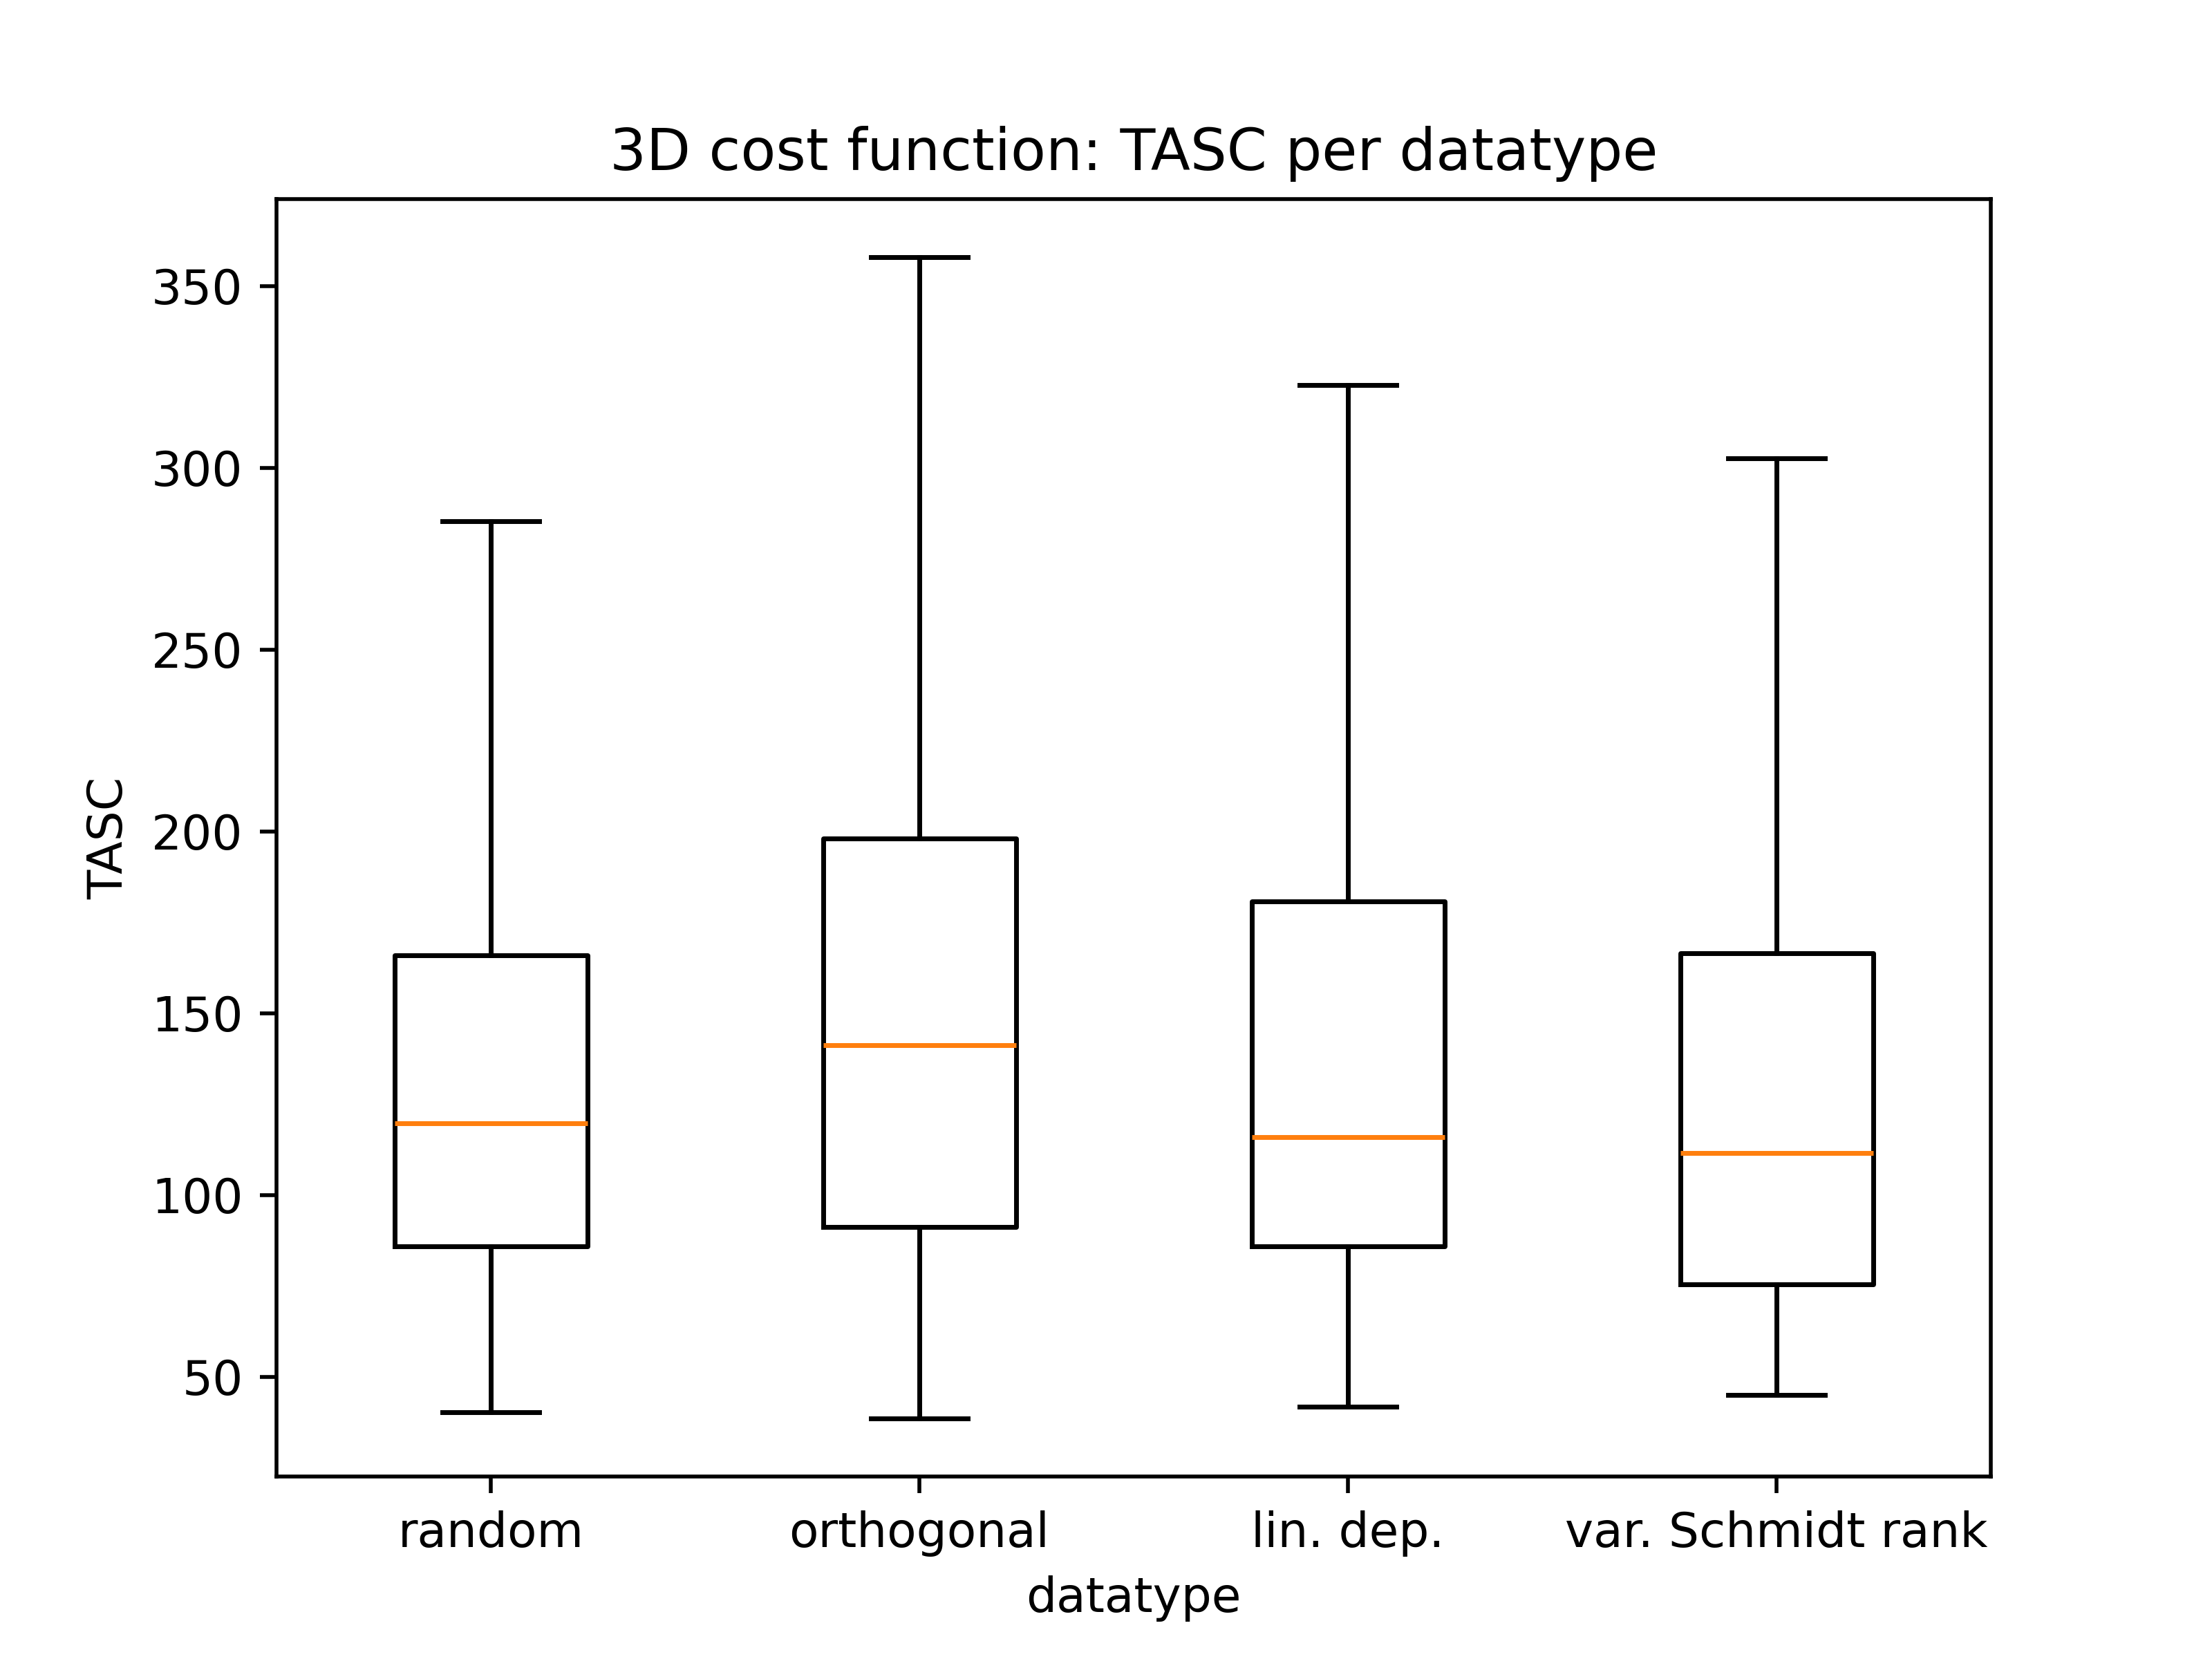 3D cost function: TASC per datatype
350
300
250
200
150
100
50
TASC
random orthogonal lin. dep. var. Schmidt rank
datatype